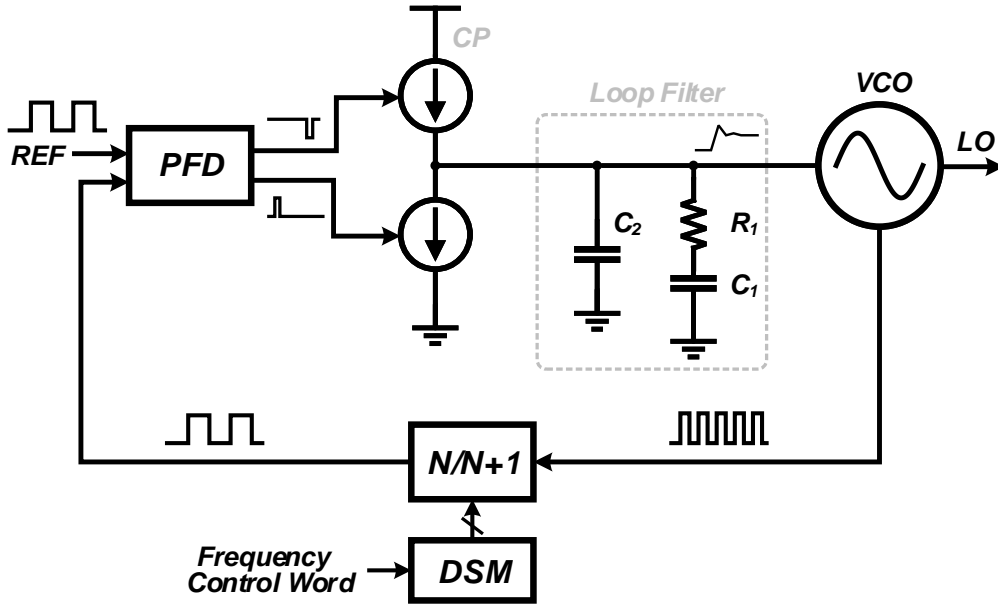 CP
Loop Filter
VCO
REF
PFD
LO
C2
R1
C1
N/N+1
Frequency
Control Word
DSM